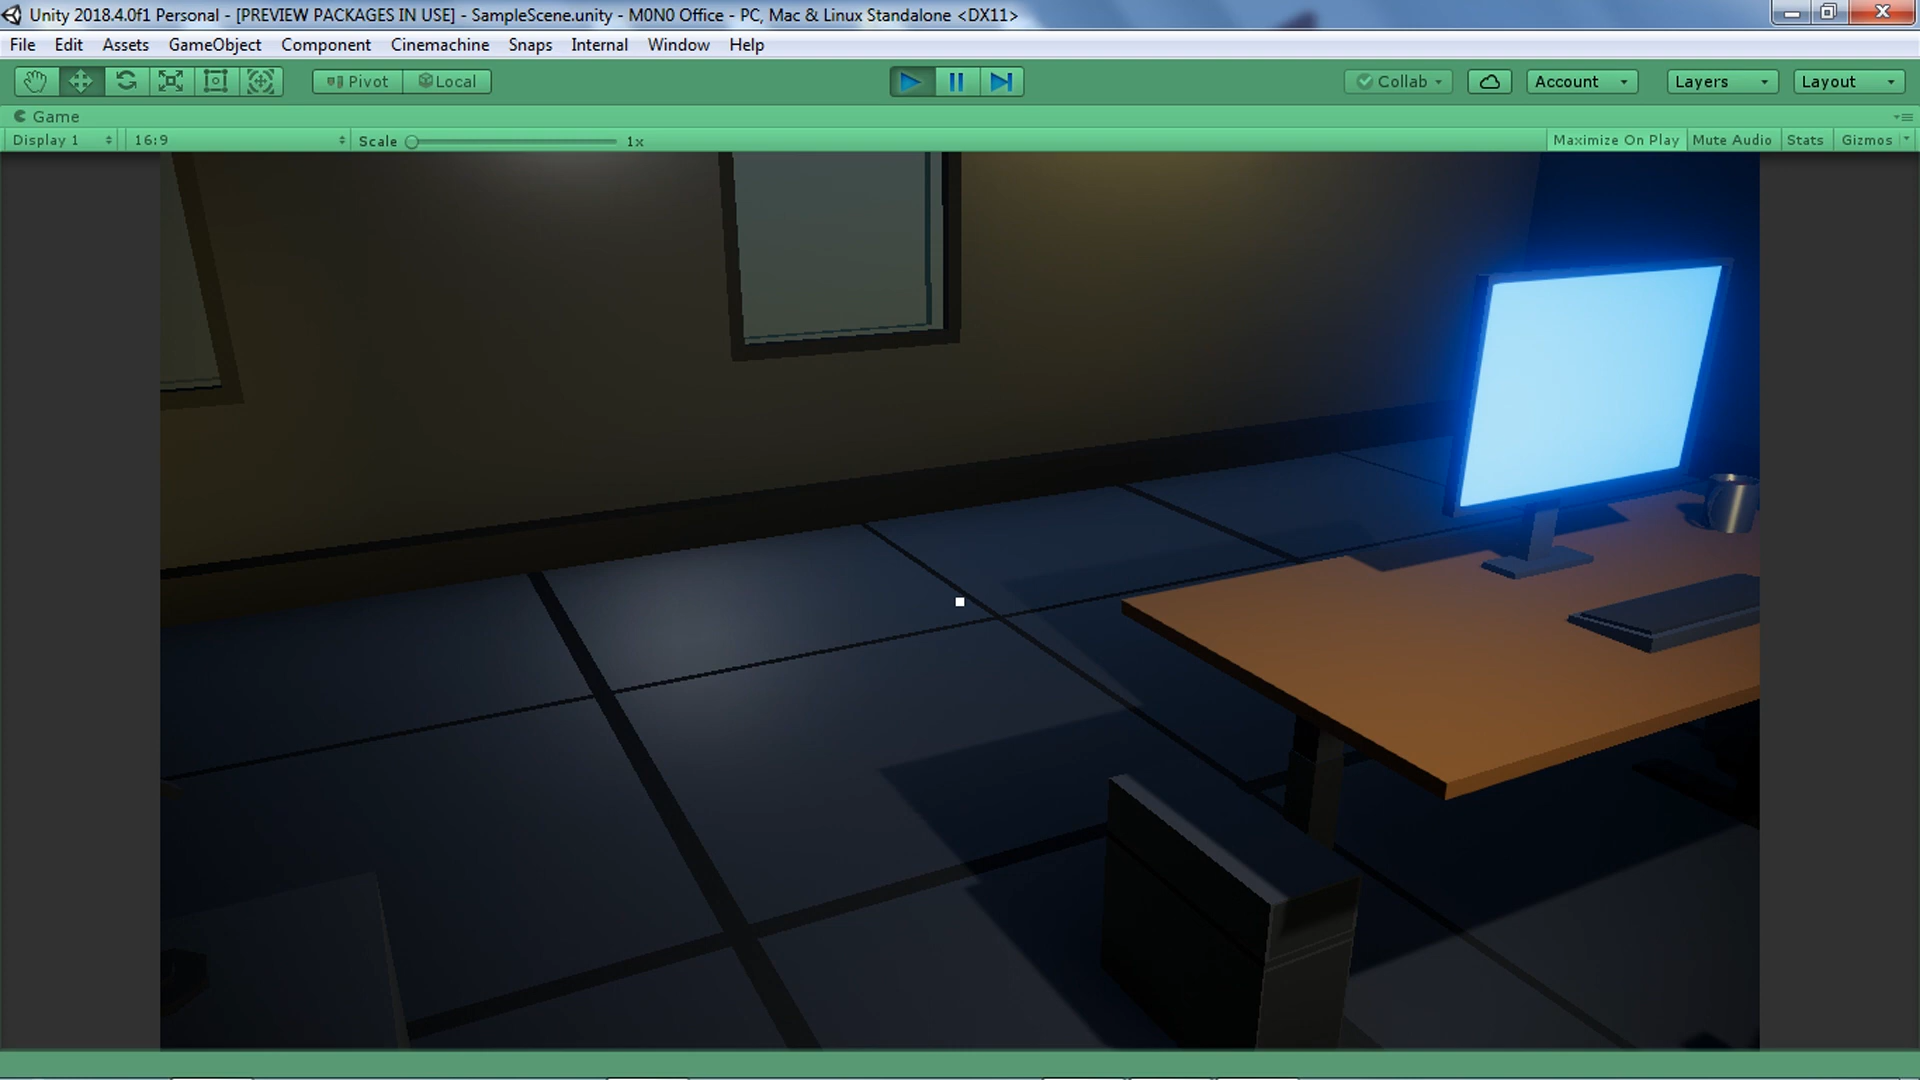 Unity 2018.4.0f1 Personal - [PREVIEW PACKAGES IN USE] - SampleScene.unity - M0N0 Office - PC, Mac & Linux Standalone <DX11>
File Edit Assets GameObject Component Cinemachine Snaps Internal Window Help
Pivot Local Collab Account Layers Layout
Game
Display 1 16:9 Scale 1x Maximize On Play Mute Audio Stats Gizmos